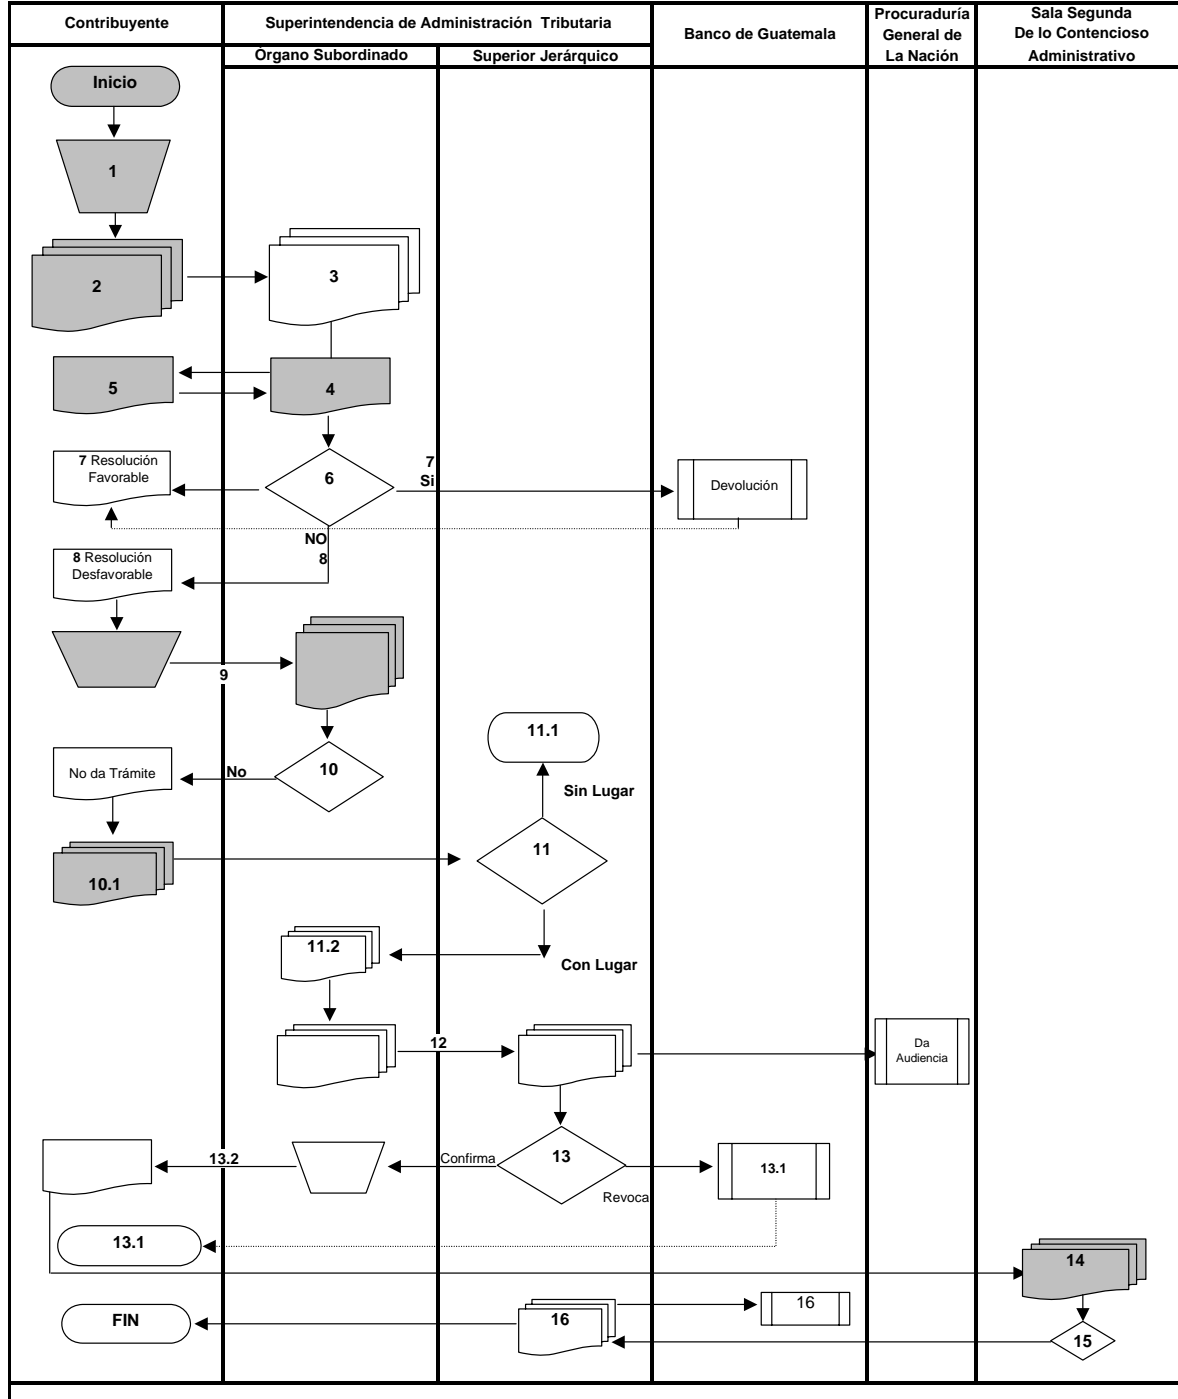 Contribuyente
Superintendencia de Administración Tributaria
Órgano Subordinado
Superior Jerárquico
Banco de Guatemala
Procuraduría
General de
La Nación
Sala Segunda
De lo Contencioso
Administrativo
Inicio
1
2
3
5
4
7 Resolución
Favorable
6
7
Si
Devolución
NO
8
8 Resolución
Desfavorable
9
11.1
No da Trámite
No
10
Sin Lugar
11
10.1
11.2
Con Lugar
12
Da
Audiencia
13.2
Confirma
13
13.1
Revoca
13.1
14
FIN
16
16
15